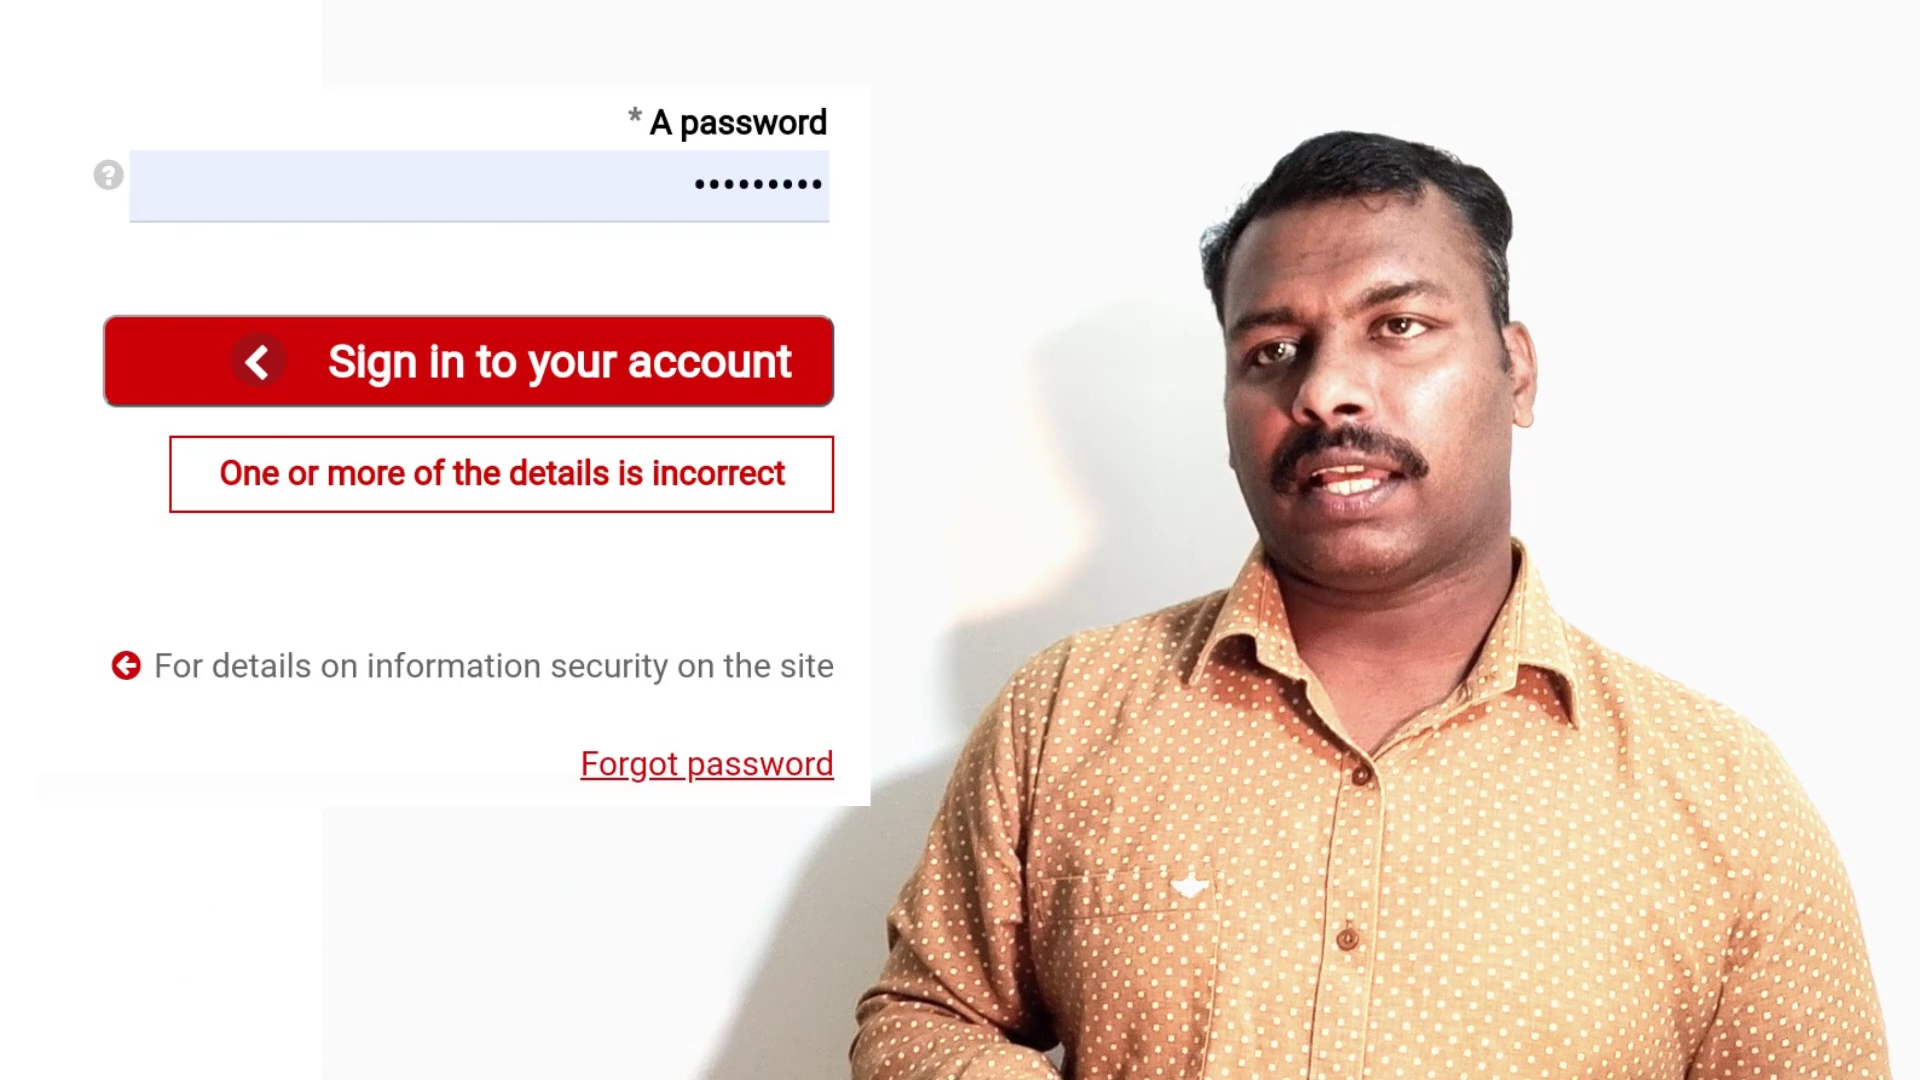 * A password
•••••••••
Sign in to your account
One or more of the details is incorrect
For details on information security on the site
Forgot password